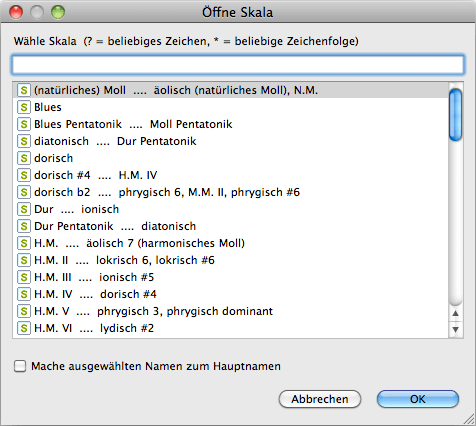 Öffne Skala
Wähle Skala (? = beliebiges Zeichen, * = beliebige Zeichenfolge)
S (natürliches) Moll .... äolisch (natürliches Moll), N.M.
S Blues
S Blues Pentatonik .... Moll Pentatonik
S diatonisch .... Dur Pentatonik
S dorisch
S dorisch #4 .... H.M. IV
S dorisch b2 .... phrygisch 6, M.M. II, phrygisch #6
S Dur .... ionisch
S Dur Pentatonik .... diatonisch
S H.M. .... äolisch 7 (harmonisches Moll)
S H.M. II .... lokrisch 6, lokrisch #6
S H.M. III .... ionisch #5
S H.M. IV .... dorisch #4
S H.M. V .... phrygisch 3, phrygisch dominant
S H.M. VI .... lydisch #2
Mache ausgewählten Namen zum Hauptnamen
Abbrechen OK